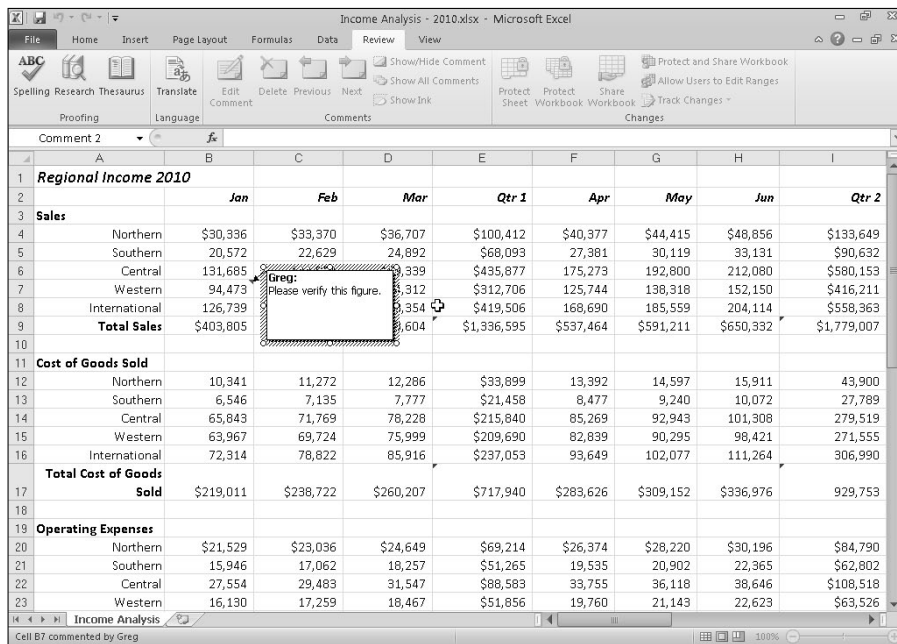 Income Analysis - 2010.xlsx - Microsoft Excel
File Home Insert Page Layout Formulas Data Review View
ABC
Spelling Research Thesaurus Translate Edit Comment Delete Previous Next Show/Hide Comment Show All Comments Show Ink Protect Sheet Protect Workbook Share Workbook Protect and Share Workbook Allow Users to Edit Ranges Track Changes
Proofing Language Comments Changes
Comment 2 fx
A B C D E F G H I
1 Regional Income 2010
2 Jan Feb Mar Qtr 1 Apr May Jun Qtr 2
3 Sales
4 Northern $30,336 $33,370 $36,707 $100,412 $40,377 $44,415 $48,856 $133,649
5 Southern 20,572 22,629 24,892 $68,093 27,381 30,119 33,131 $90,632
6 Central 131,685 ,339 $435,877 175,273 192,800 212,080 $580,153
7 Western 94,473 ,312 $312,706 125,744 138,318 152,150 $416,211
8 International 126,739 ,354 $419,506 168,690 185,559 204,114 $558,363
9 Total Sales $403,805 ,604 $1,336,595 $537,464 $591,211 $650,332 $1,779,007
Greg:
Please verify this figure.
10
11 Cost of Goods Sold
12 Northern 10,341 11,272 12,286 $33,899 13,392 14,597 15,911 43,900
13 Southern 6,546 7,135 7,777 $21,458 8,477 9,240 10,072 27,789
14 Central 65,843 71,769 78,228 $215,840 85,269 92,943 101,308 279,519
15 Western 63,967 69,724 75,999 $209,690 82,839 90,295 98,421 271,555
16 International 72,314 78,822 85,916 $237,053 93,649 102,077 111,264 306,990
Total Cost of Goods
17 Sold $219,011 $238,722 $260,207 $717,940 $283,626 $309,152 $336,976 929,753
18
19 Operating Expenses
20 Northern $21,529 $23,036 $24,649 $69,214 $26,374 $28,220 $30,196 $84,790
21 Southern 15,946 17,062 18,257 $51,265 19,535 20,902 22,365 $62,802
22 Central 27,554 29,483 31,547 $88,583 33,755 36,118 38,646 $108,518
23 Western 16,130 17,259 18,467 $51,856 19,760 21,143 22,623 $63,526
Income Analysis
Cell B7 commented by Greg 100%